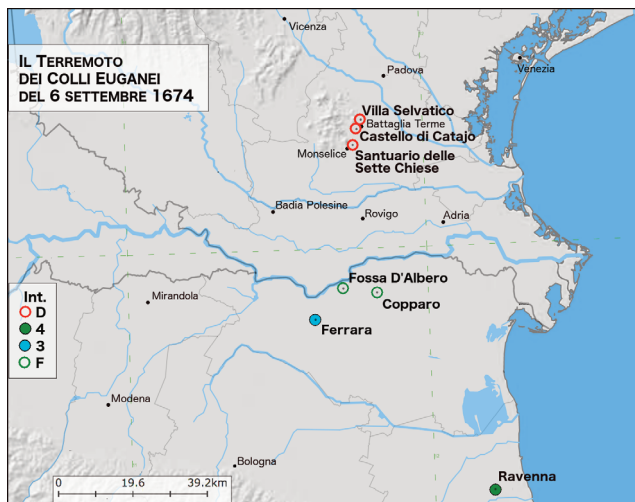 IL TERREMOTO
DEI COLLI EUGANEI
DEL 6 SETTEMBRE 1674
Vicenza
Padova
Venezia
Villa Selvatico
Battaglia Terme
Castello di Catajo
Monselice
Santuario delle
Sette Chiese
Badia Polesine
Rovigo
Adria
Fossa D'Albero
Copparo
Mirandola
Ferrara
Int.
D
4
3
F
Modena
Bologna
Ravenna
0 19.6 39.2km